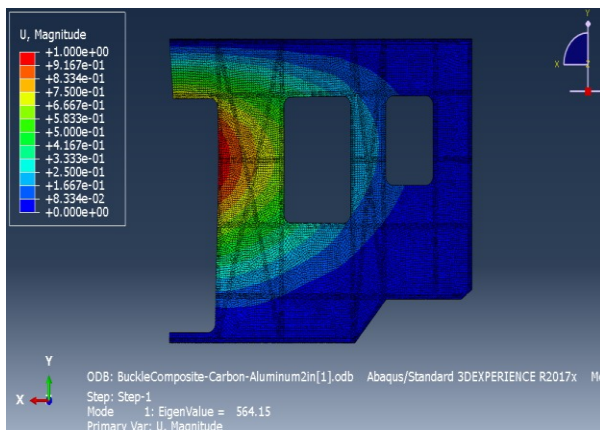 U, Magnitude
+1.000e+00
+9.167e-01
+8.334e-01
+7.500e-01
+6.667e-01
+5.833e-01
+5.000e-01
+4.167e-01
+3.333e-01
+2.500e-01
+1.667e-01
+8.334e-02
+0.000e+00
Y
X
Y
X
ODB: BuckleComposite-Carbon-Aluminum2in[1].odb Abaqus/Standard 3DEXPERIENCE R2017x
Step: Step-1
Mode 1: EigenValue = 564.15
Primary Var: U, Magnitude